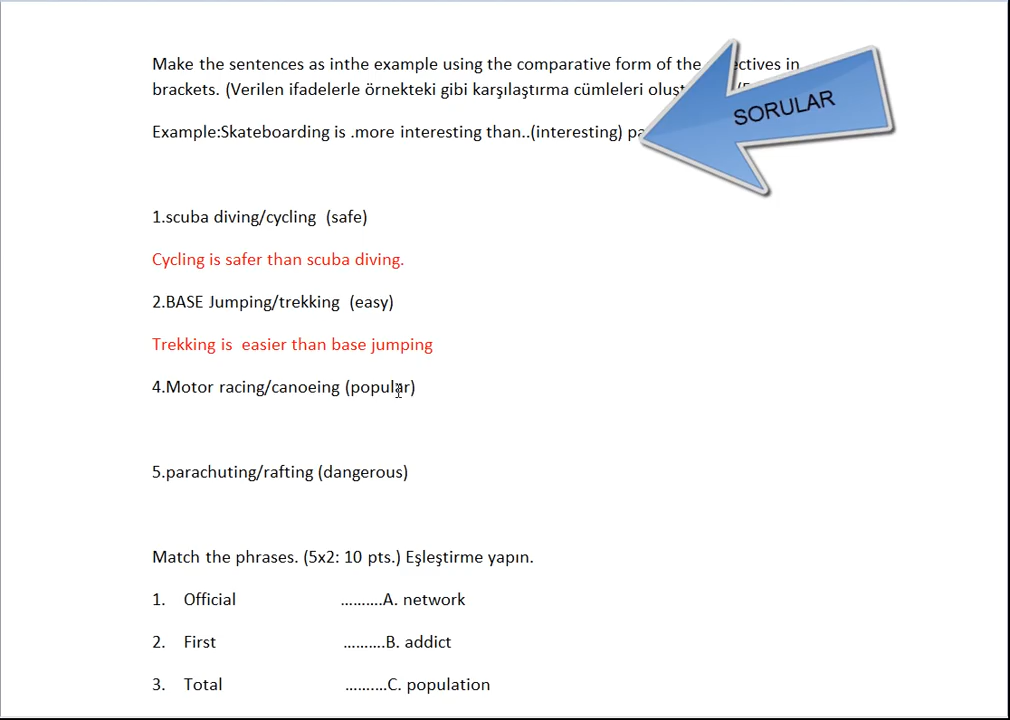 Make the sentences as inthe example using the comparative form of the ectives in
brackets. (Verilen ifadelerle örnekteki gibi karşılaştırma cümleleri
SORULAR
Example:Skateboarding is .more interesting than..(interesting)
1.scuba diving/cycling (safe)
Cycling is safer than scuba diving.
2.BASE Jumping/trekking (easy)
Trekking is easier than base jumping
4.Motor racing/canoeing (popular)
5.parachuting/rafting (dangerous)
Match the phrases. (5x2: 10 pts.) Eşleştirme yapın.
1. Official ..........A. network
2. First ..........B. addict
3. Total ..........C. population